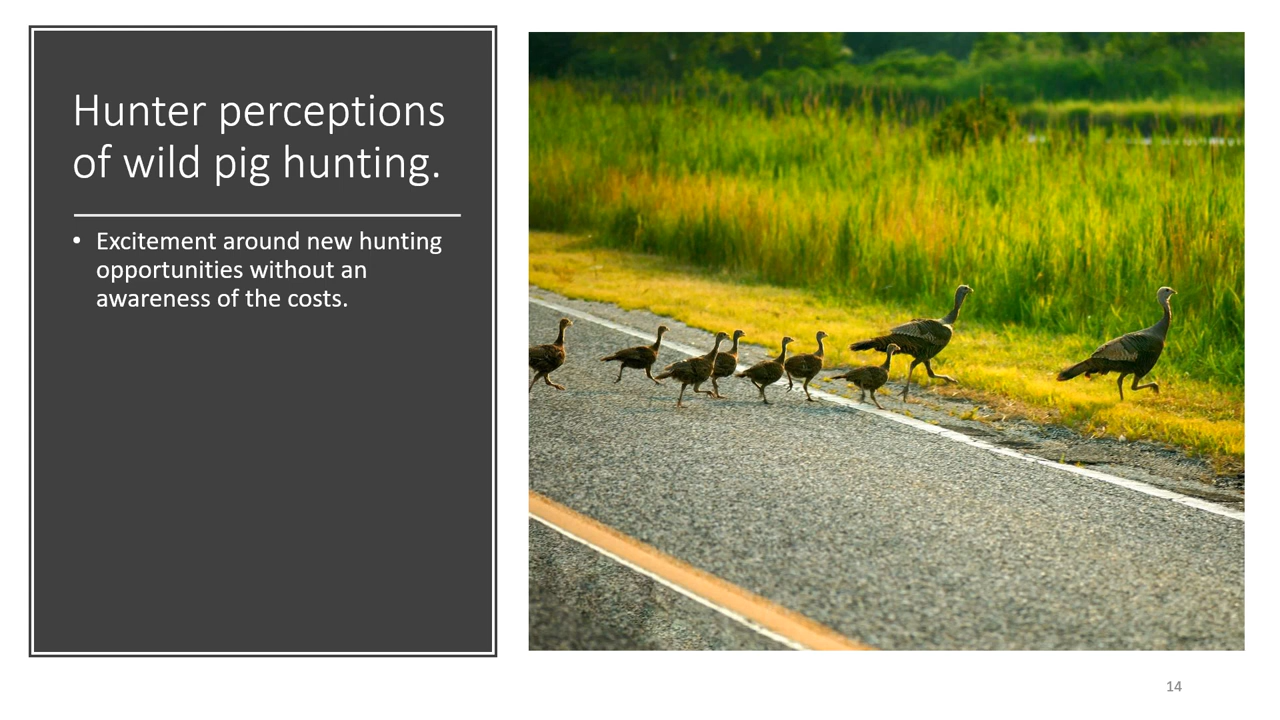 Hunter perceptions
of wild pig hunting.
• Excitement around new hunting
opportunities without an
awareness of the costs.
14